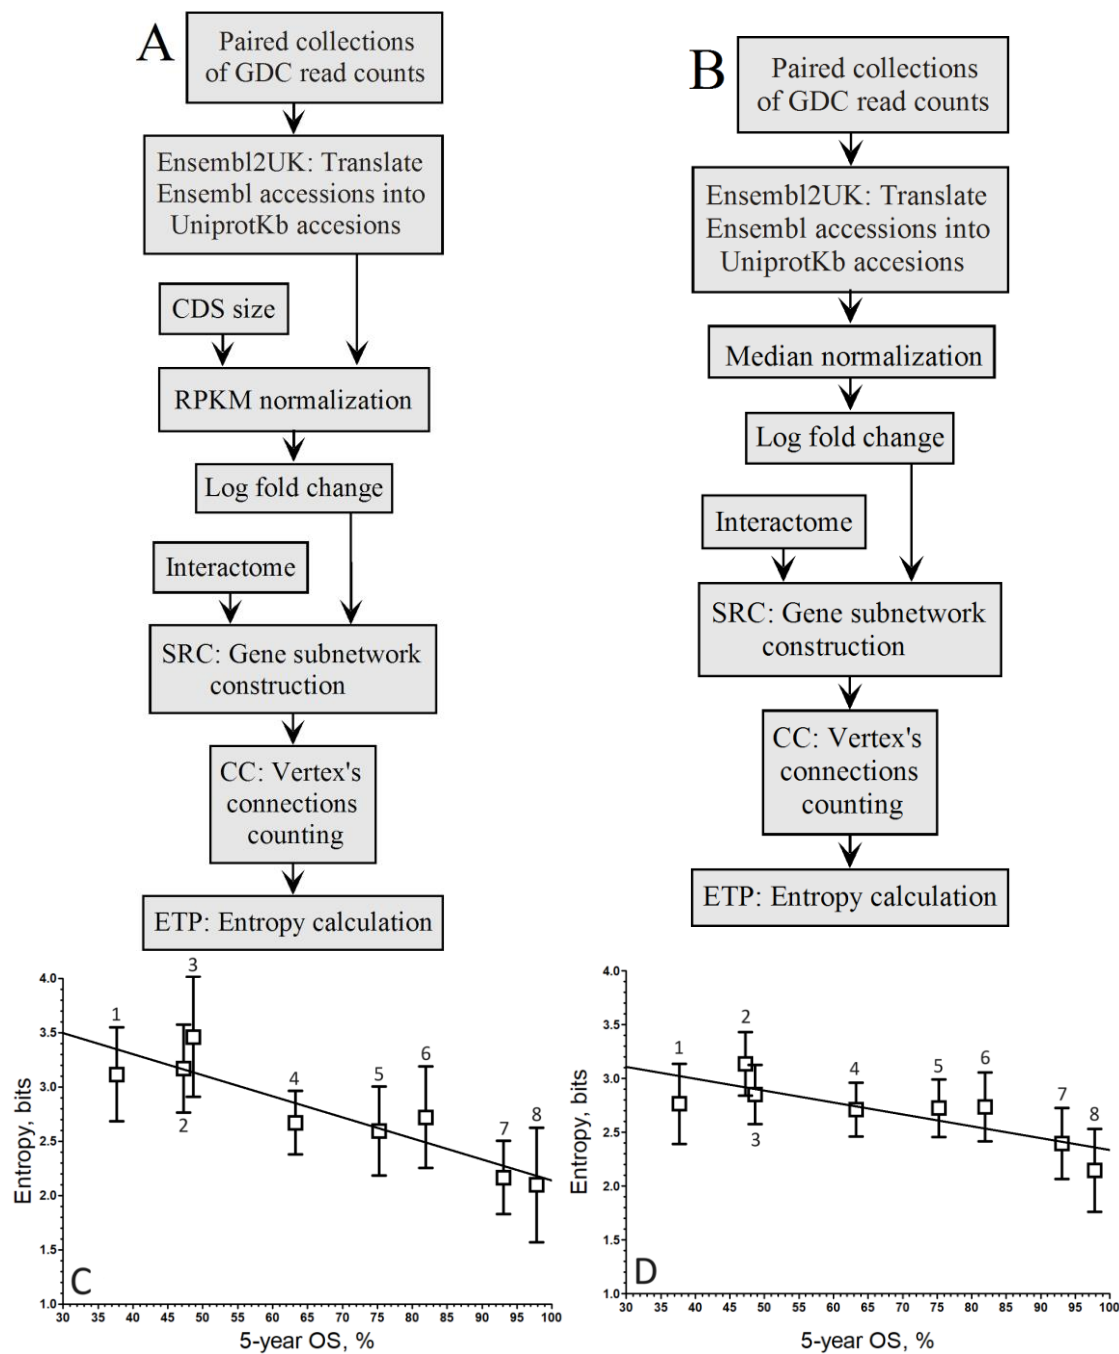 A
Paired collections
of GDC read counts
Ensembl2UK: Translate
Ensembl accessions into
UniprotKb accesions
CDS size
RPKM normalization
Log fold change
Interactome
SRC: Gene subnetwork
construction
CC: Vertex's
connections
counting
ETP: Entropy calculation
B
Paired collections
of GDC read counts
Ensembl2UK: Translate
Ensembl accessions into
UniprotKb accesions
Median normalization
Log fold change
Interactome
SRC: Gene subnetwork
construction
CC: Vertex's
connections
counting
ETP: Entropy calculation
C
Entropy, bits
4.0
3.5
3.0
2.5
2.0
1.5
1.0
1
2
3
4
5
6
7
8
30 35 40 45 50 55 60 65 70 75 80 85 90 95 100
5-year OS, %
D
Entropy, bits
4.0
3.5
3.0
2.5
2.0
1.5
1.0
1
2
3
4
5
6
7
8
30 35 40 45 50 55 60 65 70 75 80 85 90 95 100
5-year OS, %